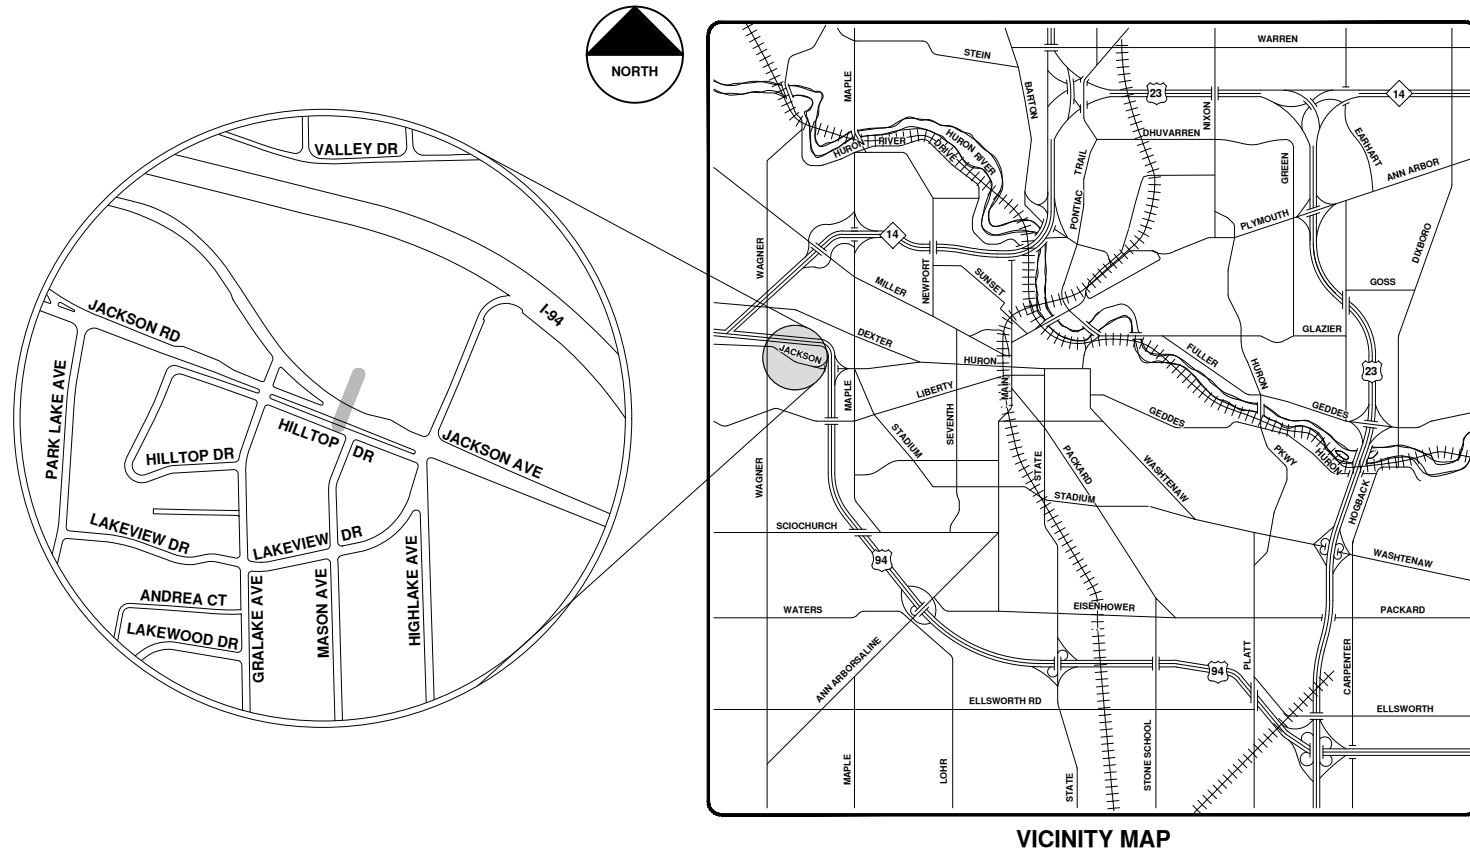 NORTH
VALLEY DR
I-94
JACKSON RD
PARK LAKE AVE
HILLTOP DR
HILLTOP DR
JACKSON AVE
LAKEVIEW DR
LAKEVIEW DR
ANDREA CT
LAKEWOOD DR
GRALAKE AVE
MASON AVE
HIGHLAKE AVE
WARREN
STEIN
MAPLE
BARTON
23
14
NIXON
DHUVARREN
EARHART
HURON RIVER DRIVE
HURON RIVER
PONTIAC TRAIL
GREEN
ANN ARBOR
PLYMOUTH
DIXBORO
WAGNER
14
NEWPORT
MILLER
SUNSET
GOSS
GLAZIER
DEXTER
JACKSON
HURON
FULLER
HURON
23
MAPLE
LIBERTY
MAIN
SEVENTH
GEDDES
GEDDES
STADIUM
WAGNER
STATE
PACKARD
WASHTENAW
PKWY
HURON
HOGBACK
STADIUM
SCIOCHURCH
94
WASHTENAW
WATERS
EISENHOWER
PACKARD
ANN ARBORSALINE
94
PLATT
CARPENTER
ELLSWORTH RD
ELLSWORTH
MAPLE
LOHR
STATE
STONE SCHOOL
VICINITY MAP